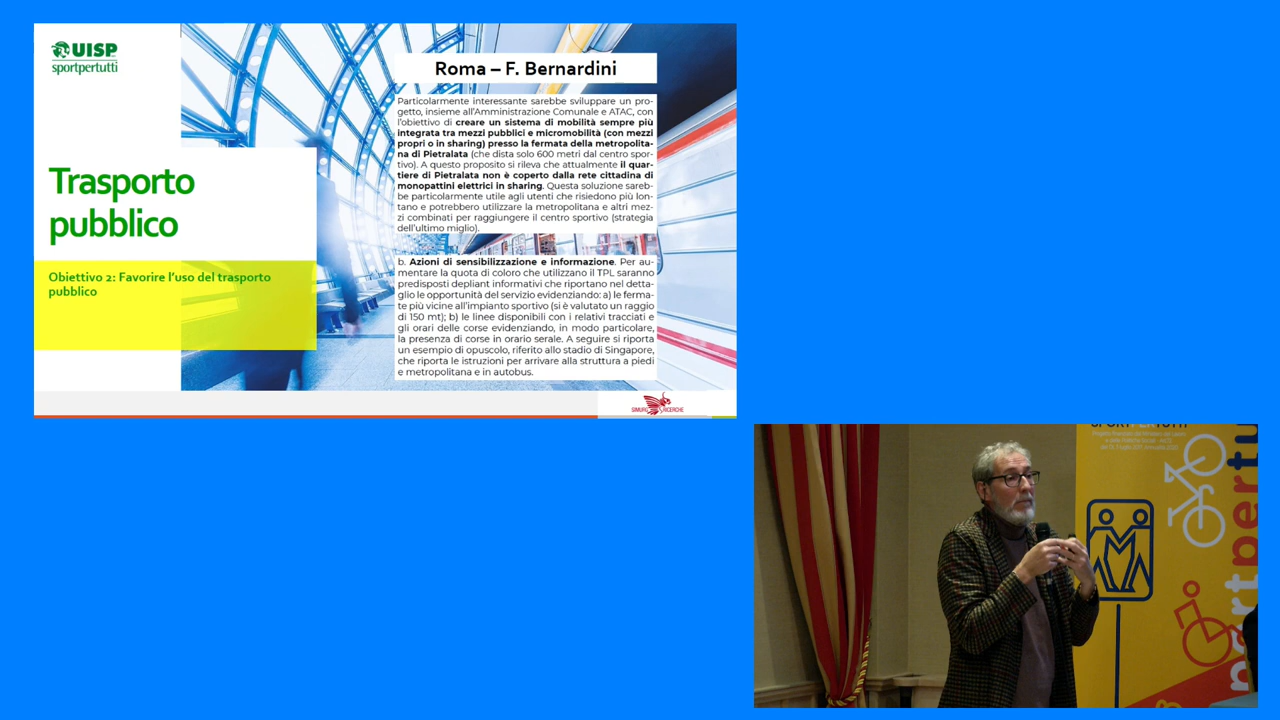 UISP
sportpertutti
Trasporto
pubblico
Obiettivo 2: Favorire l'uso del trasporto
pubblico
Roma – F. Bernardini
Particolarmente interessante sarebbe sviluppare un pro-
getto, insieme all'Amministrazione Comunale e ATAC, con
l'obiettivo di creare un sistema di mobilità sempre più
integrata tra mezzi pubblici e micromobilità (con mezzi
propri o in sharing) presso la fermata della metropolita-
na di Pietralata (che dista solo 600 metri dal centro spor-
tivo). A questo proposito si rileva che attualmente il quar-
tiere di Pietralata non è coperto dalla rete cittadina di
monopattini elettrici in sharing. Questa soluzione sareb-
be particolarmente utile agli utenti che risiedono più lon-
tano e potrebbero utilizzare la metropolitana e altri mez-
zi combinati per raggiungere il centro sportivo (strategia
dell'ultimo miglio).
b. Azioni di sensibilizzazione e informazione. Per au-
mentare la quota di coloro che utilizzano il TPL saranno
predisposti depliant informativi che riportano nel detta-
glio le opportunità del servizio evidenziando: a) le ferma-
te più vicine all'impianto sportivo (si è valutato un raggio
di 150 mt); b) le linee disponibili con i relativi tracciati e
gli orari delle corse evidenziando, in modo particolare,
la presenza di corse in orario serale. A seguire si riporta
un esempio di opuscolo, riferito allo stadio di Singapore,
che riporta le istruzioni per arrivare alla struttura a piedi
e metropolitana e in autobus.
SIMURG RICERCHE
SPORTPERTUTTI
sportpertu